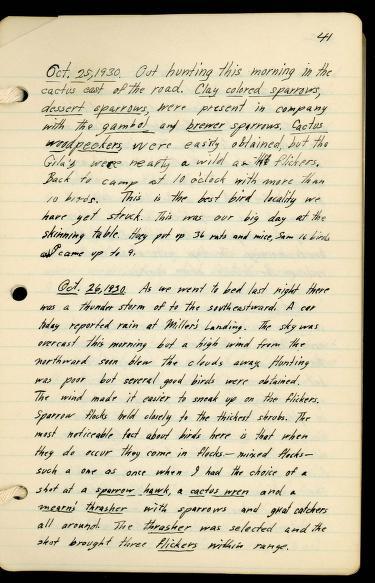 41
Oct. 25, 1930. Out hunting this morning in the
cactus east of the road. Clay colored sparrows,
dessert sparrows, were present in company
with the gambol and brewer sparrows. Cactus
woodpeckers, were easily obtained, but the
Gila's were nearly a wild as the flickers.
Back to camp at 10 o'clock with more than
10 birds. This is the best bird locality we
have yet struck. This was our big day at the
skinning table. They put up 36 rats and mice, Sam 16 birds
I came up to 9.
Oct. 26, 1930 As we went to bed last night there
was a thunder storm of to the southeastward. A car
today reported rain at Miller's Landing. The sky was
overcast this morning but a high wind from the
northward soon blew the clouds away. Hunting
was poor but several good birds were obtained.
The wind made it easier to sneak up on the flickers.
Sparrow flocks held closely to the thickest shrubs. The
most noticeable fact about birds here is that when
they do occur they come in flocks—mixed flocks—
such a one as once when I had the choice of a
shot at a sparrow hawk, a cactus wren and a
mearns thrasher with sparrows and gnat catchers
all around. The thrasher was selected and the
shot brought three flickers within range.